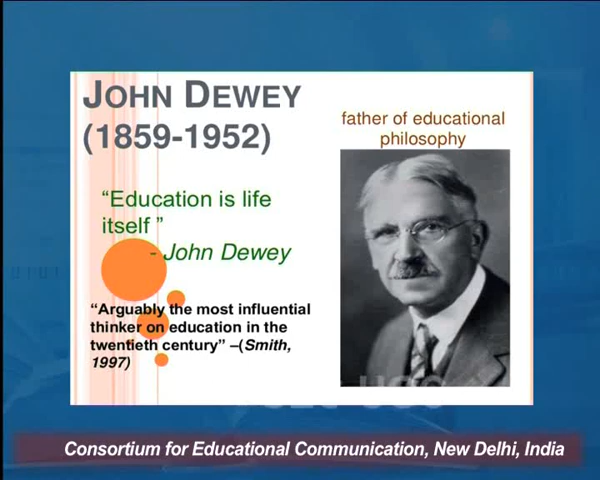 JOHN DEWEY
(1859-1952)
father of educational
philosophy
“Education is life
itself ”
- John Dewey
“Arguably the most influential
thinker on education in the
twentieth century” –(Smith,
1997)
Consortium for Educational Communication, New Delhi, India